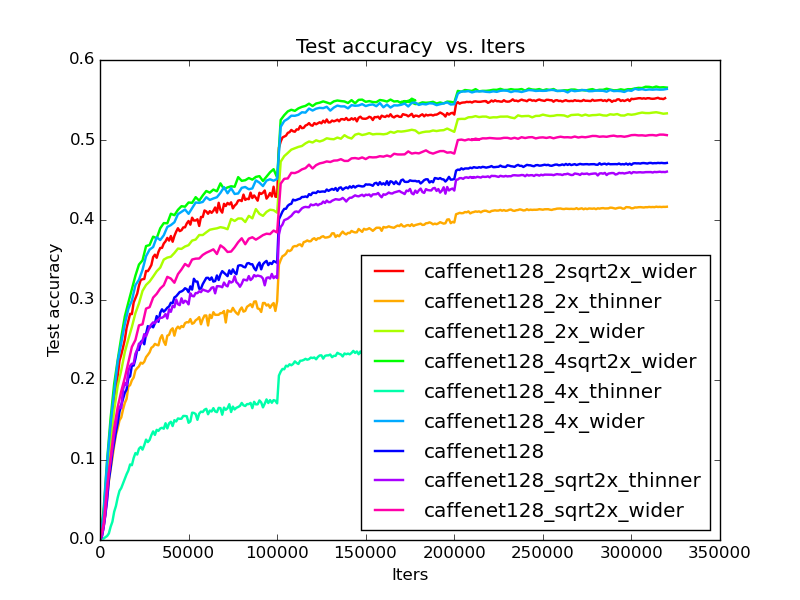 Test accuracy  vs. Iters
0.6
0.5
0.4
0.3
0.2
0.1
0.0
Test accuracy
caffenet128_2sqrt2x_wider
caffenet128_2x_thinner
caffenet128_2x_wider
caffenet128_4sqrt2x_wider
caffenet128_4x_thinner
caffenet128_4x_wider
caffenet128
caffenet128_sqrt2x_thinner
caffenet128_sqrt2x_wider
0
50000
100000
150000
200000
250000
300000
350000
Iters